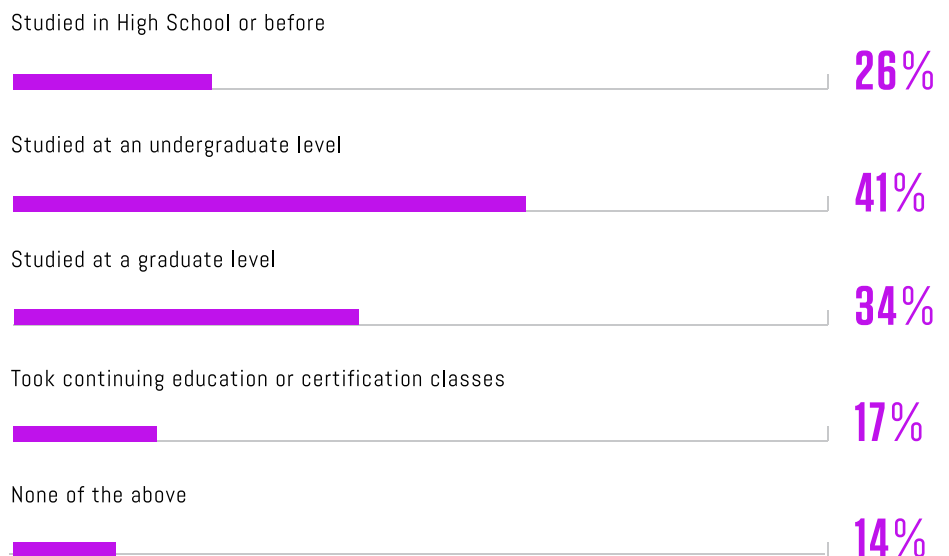 Studied in High School or before
26%
Studied at an undergraduate level
41%
Studied at a graduate level
34%
Took continuing education or certification classes
17%
None of the above
14%